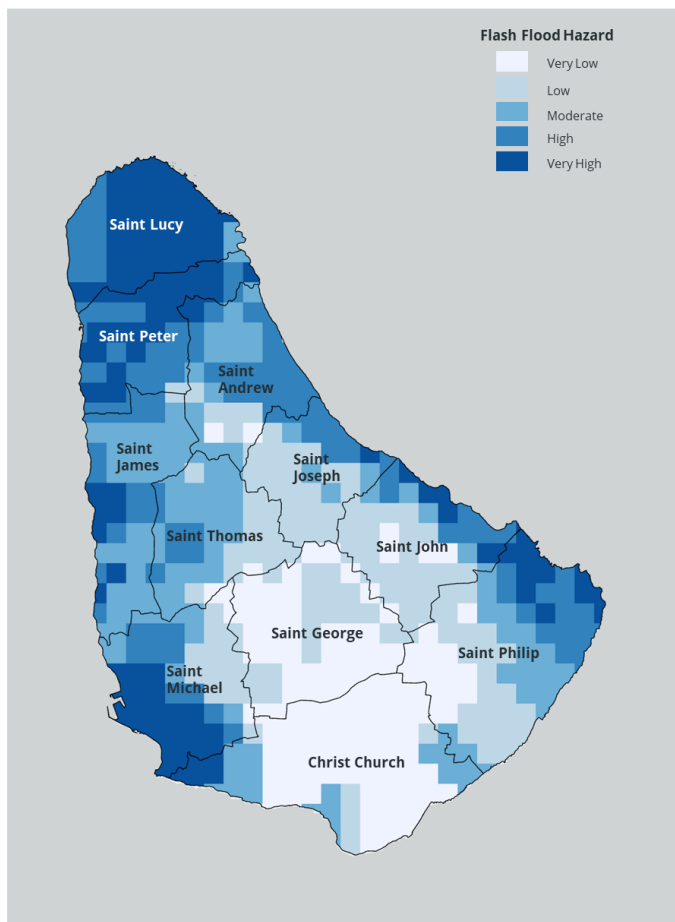 Flash Flood Hazard
Very Low
Low
Moderate
High
Very High
Saint Lucy
Saint Peter
Saint
Andrew
Saint
James
Saint
Joseph
Saint Thomas
Saint John
Saint George
Saint Philip
Saint
Michael
Christ Church